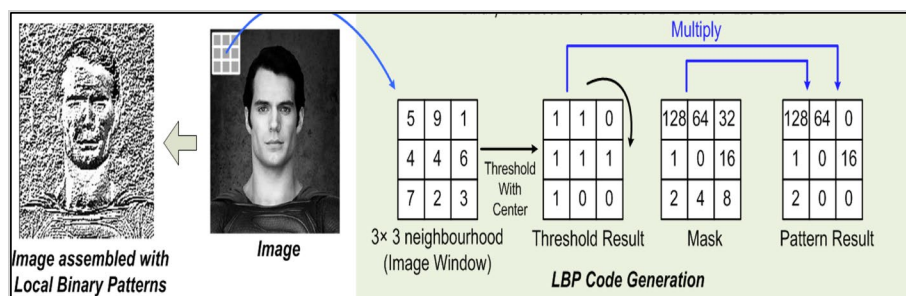 Multiply
5 9 1
4 4 6
7 2 3
Threshold
With
Center
1 1 0
1 1 1
1 0 0
128 64 32
1 0 16
2 4 8
128 64 0
1 0 16
2 0 0
Image assembled with
Local Binary Patterns
Image
3× 3 neighbourhood
(Image Window)
Threshold Result
Mask
Pattern Result
LBP Code Generation